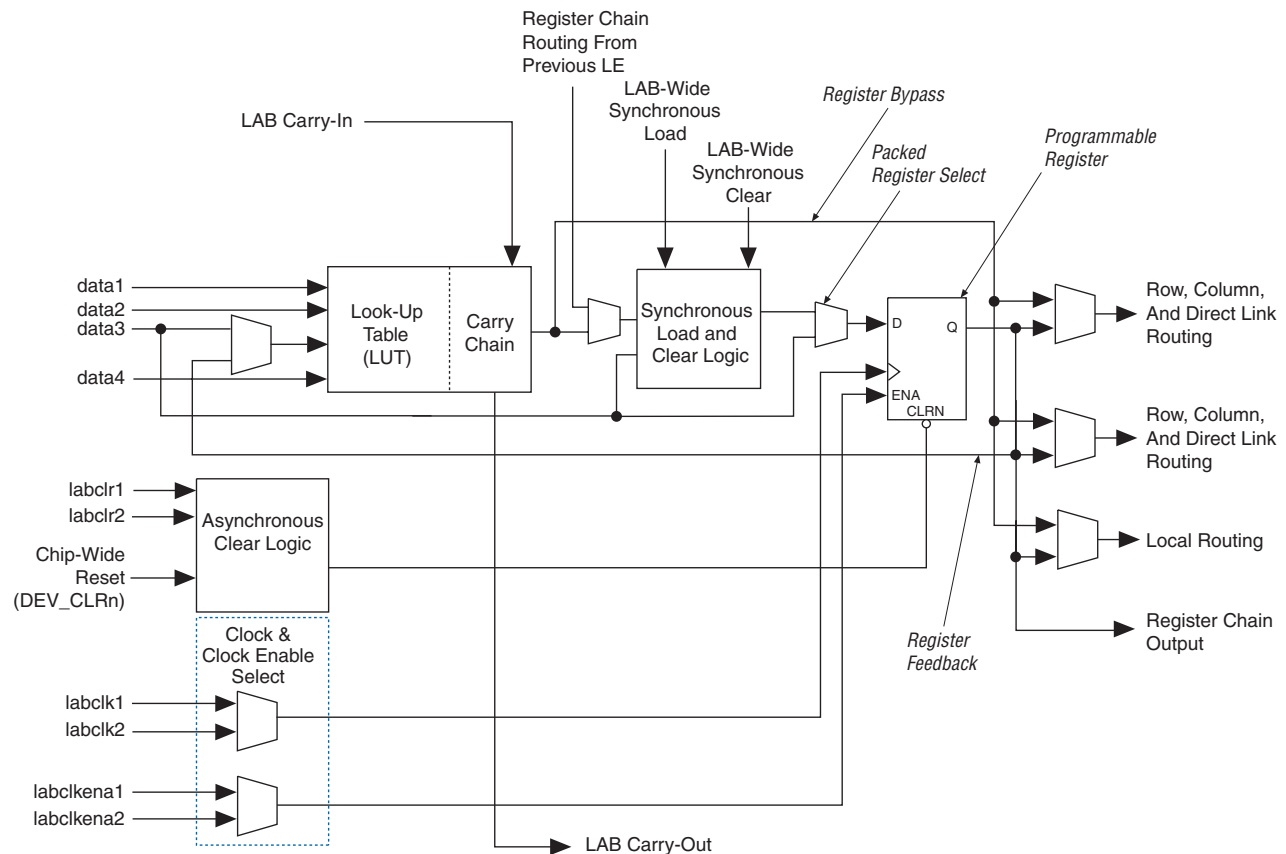 Register Chain
Routing From
Previous LE
LAB-Wide
Synchronous
Load
LAB-Wide
Synchronous
Clear
Register Bypass
Packed
Register Select
Programmable
Register
LAB Carry-In
data1
data2
data3
data4
Look-Up
Table
(LUT)
Carry
Chain
Synchronous
Load and
Clear Logic
D
Q
ENA
CLRN
Row, Column,
And Direct Link
Routing
Row, Column,
And Direct Link
Routing
Local Routing
Register Chain
Output
Register
Feedback
labclr1
labclr2
Chip-Wide
Reset
(DEV_CLRn)
Asynchronous
Clear Logic
Clock &
Clock Enable
Select
labclk1
labclk2
labclkena1
labclkena2
LAB Carry-Out